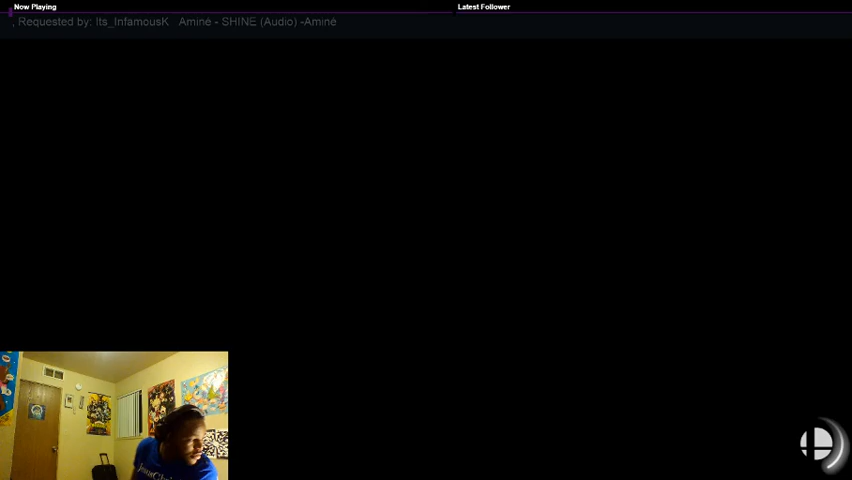 Now Playing
Latest Follower
, Requested by: Its_InfamousK Aminé - SHINE (Audio) -Aminé